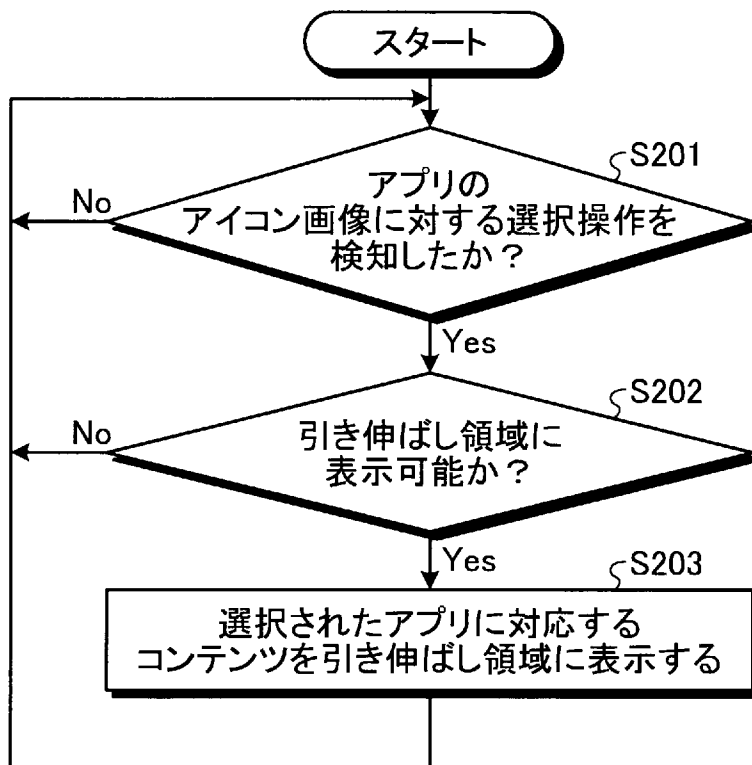 スタート
S201
アプリの
アイコン画像に対する選択操作を
検知したか？
No
Yes
S202
引き伸ばし領域に
表示可能か？
No
Yes
S203
選択されたアプリに対応する
コンテンツを引き伸ばし領域に表示する